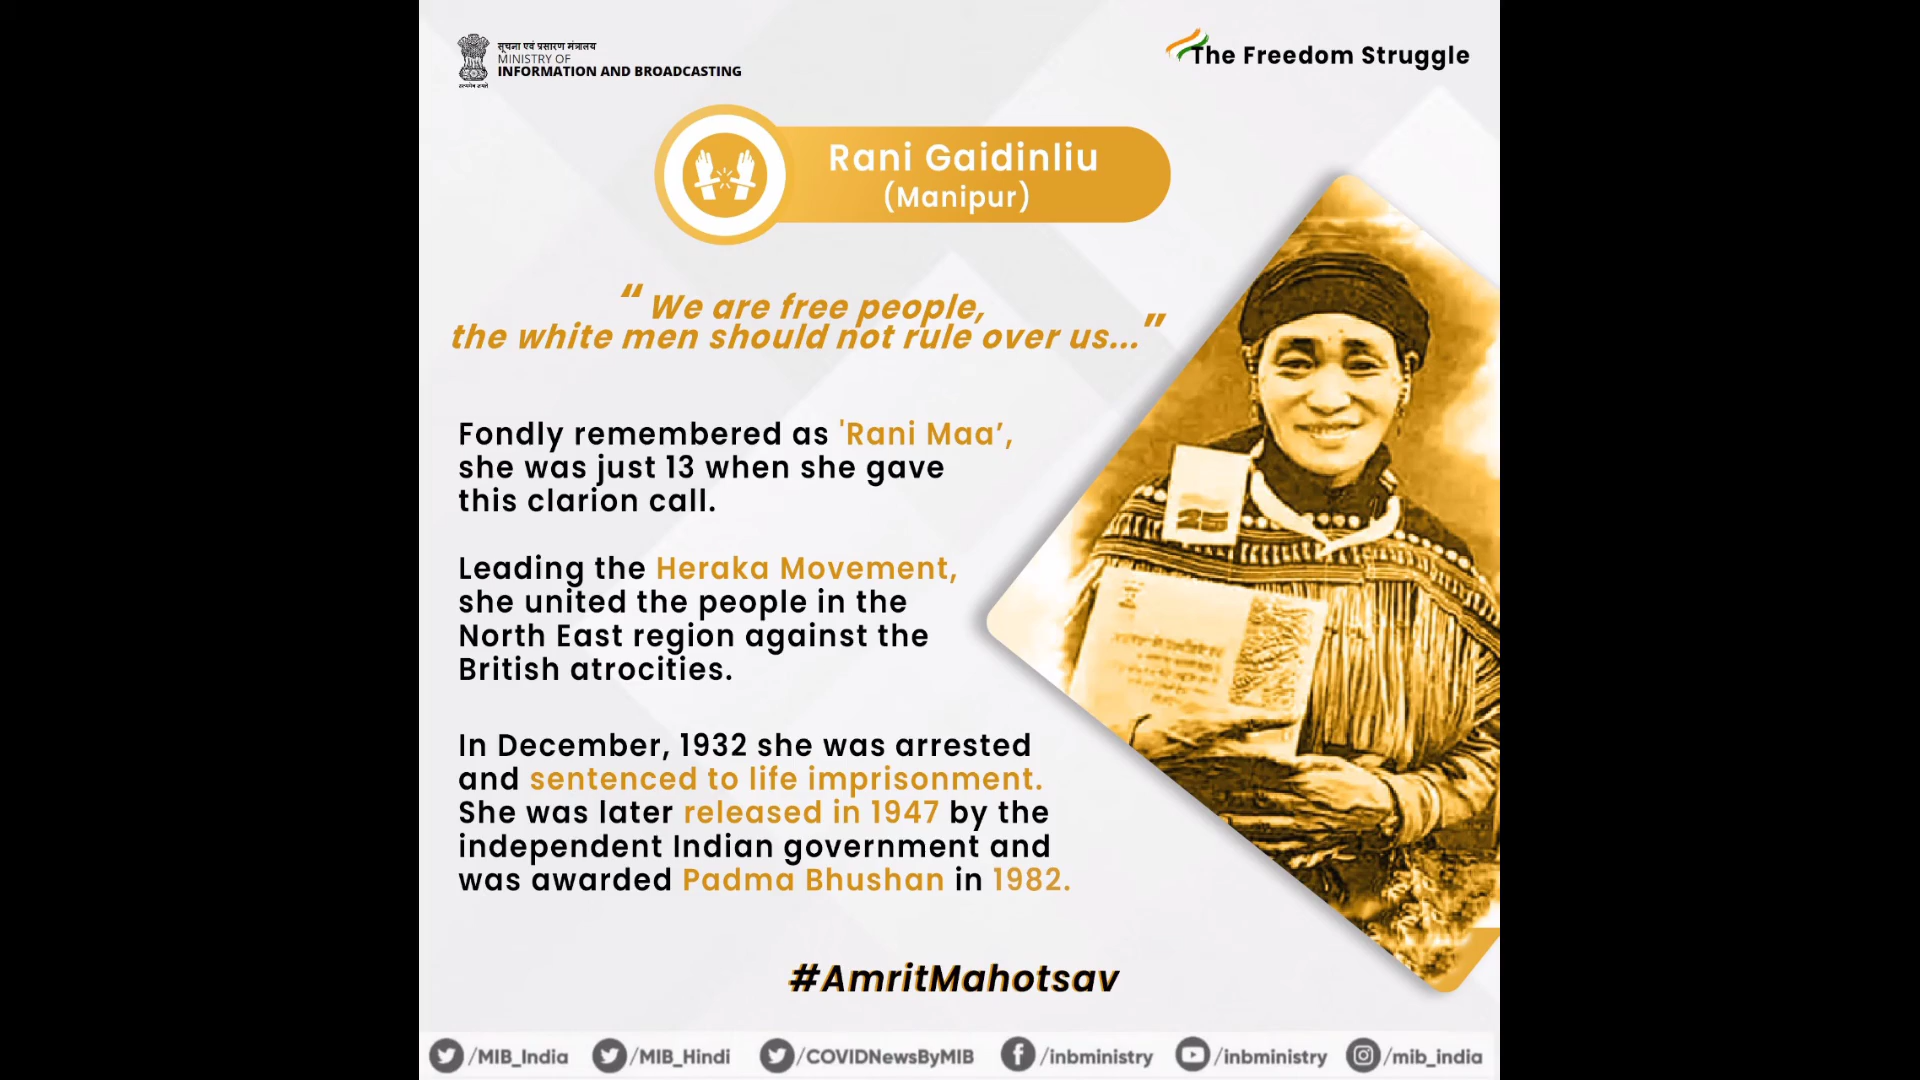 सूचना एवं प्रसारण मंत्रालय
MINISTRY OF
INFORMATION AND BROADCASTING
सत्यमेव जयते
The Freedom Struggle
Rani Gaidinliu
(Manipur)
“ We are free people,
the white men should not rule over us...”
Fondly remembered as 'Rani Maa’,
she was just 13 when she gave
this clarion call.
Leading the Heraka Movement,
she united the people in the
North East region against the
British atrocities.
In December, 1932 she was arrested
and sentenced to life imprisonment.
She was later released in 1947 by the
independent Indian government and
was awarded Padma Bhushan in 1982.
25
#AmritMahotsav
/MIB_India /MIB_Hindi /COVIDNewsByMIB /inbministry /inbministry /mib_india